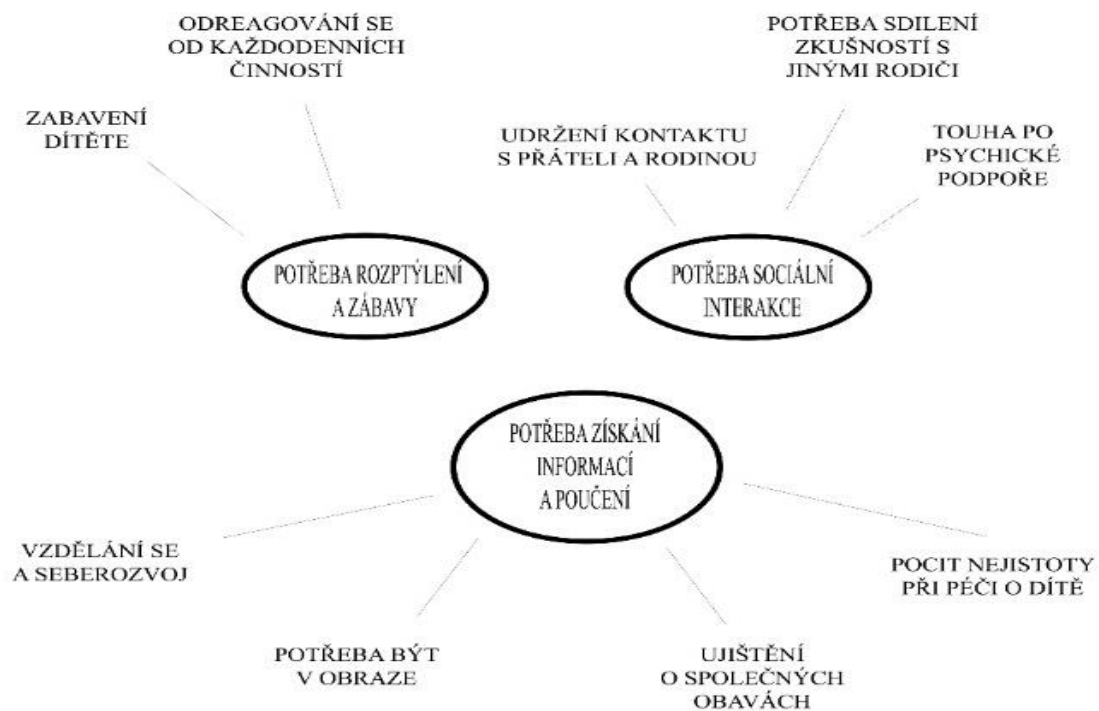 ODREAGOVÁNÍ SE
OD KAŽDODENNÍCH
ČINNOSTÍ
ZABAVENÍ
DÍTĚTE
POTŘEBA ROZPTÝLENÍ
A ZÁBAVY
POTŘEBA SDILENÍ
ZKUŠNOSTÍ S
JINÝMI RODIČI
UDRŽENÍ KONTAKTU
S PŘÁTELI A RODINOU
TOUHA PO
PSYCHICKÉ
PODPOŘE
POTŘEBA SOCIÁLNÍ
INTERAKCE
POTŘEBA ZÍSKÁNÍ
INFORMACÍ
A POUČENÍ
VZDĚLÁNÍ SE
A SEBEROZVOJ
POTŘEBA BÝT
V OBRAZE
UJIŠTĚNÍ
O SPOLEČNÝCH
OBAVÁCH
POCIT NEJISTOTY
PŘI PÉČI O DÍTĚ